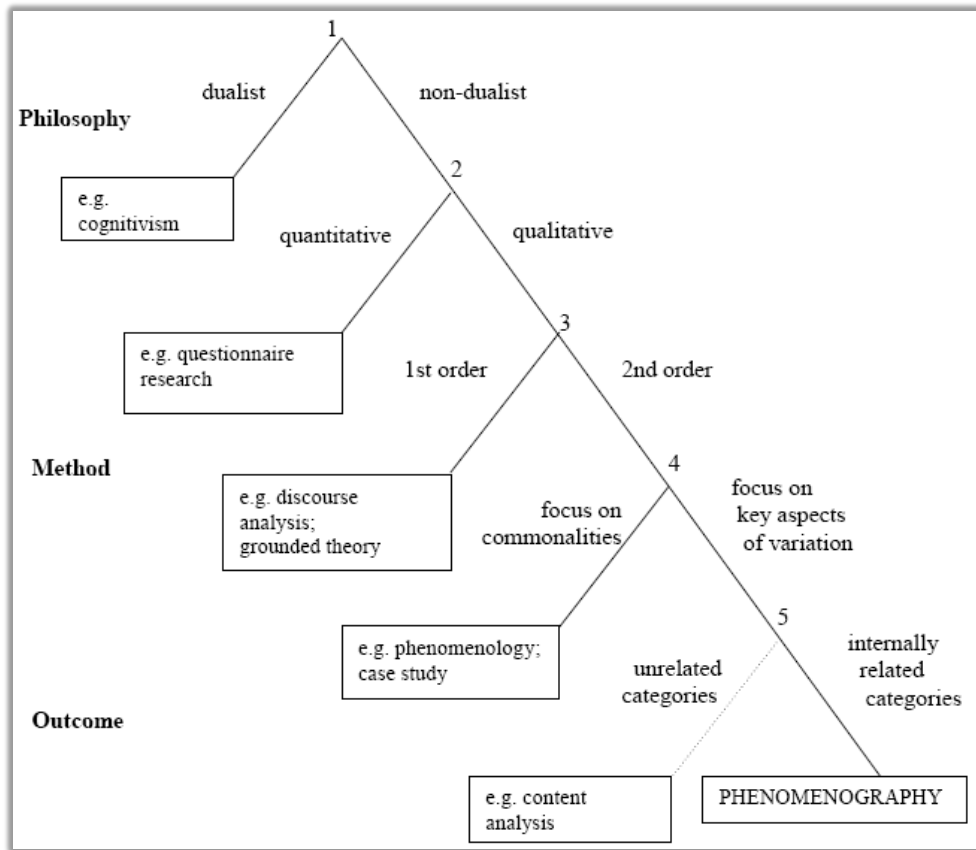 1
dualist
non-dualist
Philosophy
2
e.g.
cognitivism
quantitative
qualitative
3
e.g. questionnaire
research
1st order
2nd order
Method
4
e.g. discourse
analysis;
grounded theory
focus on
commonalities
focus on
key aspects
of variation
5
e.g. phenomenology;
case study
unrelated
categories
internally
related
categories
Outcome
e.g. content
analysis
PHENOMENOGRAPHY